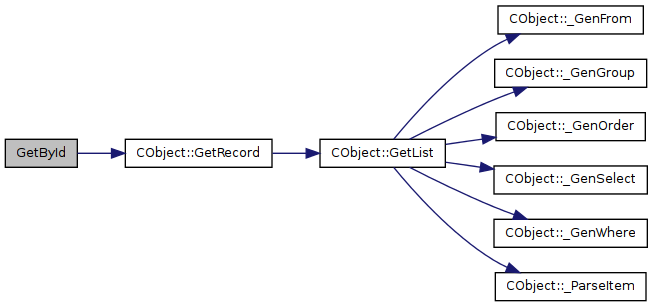 GetById
CObject::GetRecord
CObject::GetList
CObject::_GenFrom
CObject::_GenGroup
CObject::_GenOrder
CObject::_GenSelect
CObject::_GenWhere
CObject::_ParseItem